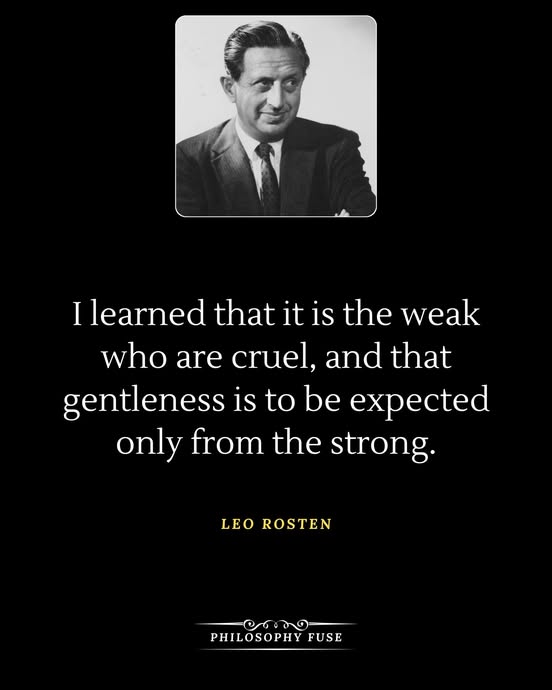 I learned that it is the weak
who are cruel, and that
gentleness is to be expected
only from the strong.
LEO ROSTEN
PHILOSOPHY FUSE